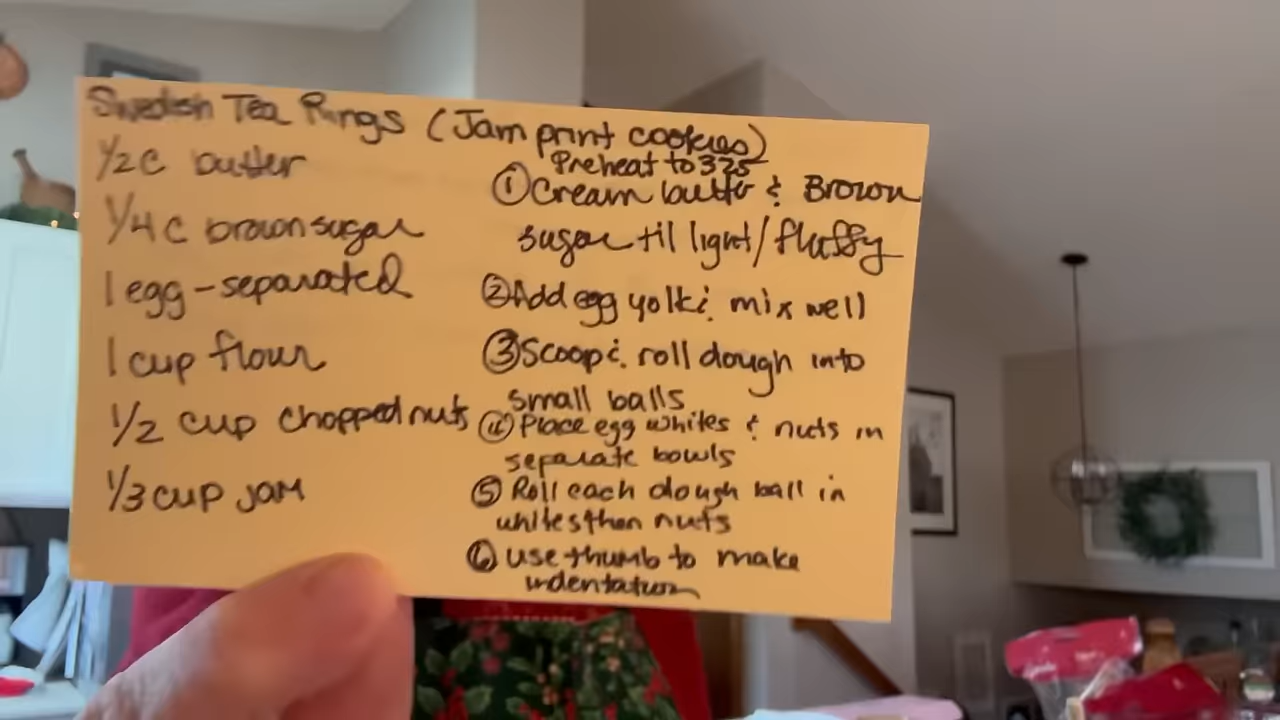 Swedish Tea Rings (Jam print cookies)
1/2 c butter
1/4 c brown sugar
1 egg - separated
1 cup flour
1/2 cup chopped nuts
1/3 cup jam
Preheat to 325
① Cream butter & Brown
sugar til light/fluffy
② Add egg yolk & mix well
③ Scoop & roll dough into
small balls
④ Place egg whites & nuts in
separate bowls
⑤ Roll each dough ball in
whites then nuts
⑥ use thumb to make
indentation